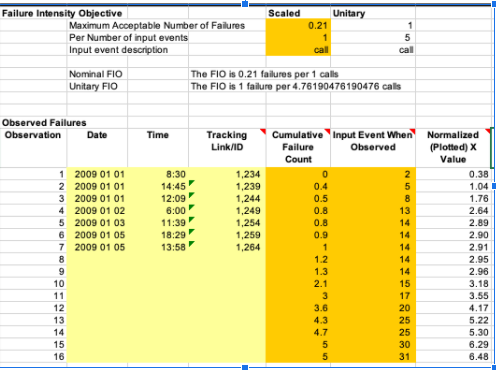 Failure Intensity Objective Scaled Unitary
Maximum Acceptable Number of Failures 0.21 1
Per Number of input events 1 5
Input event description call call
Nominal FIO The FIO is 0.21 failures per 1 calls
Unitary FIO The FIO is 1 failure per 4.76190476190476 calls
Observed Failures
Observation Date Time Tracking Link/ID Cumulative Failure Count Input Event When Observed Normalized (Plotted) X Value
1 2009 01 01 8:30 1,234 0 2 0.38
2 2009 01 01 14:45 1,239 0.4 5 1.04
3 2009 01 01 12:09 1,244 0.5 8 1.76
4 2009 01 02 6:00 1,249 0.8 13 2.64
5 2009 01 03 11:39 1,254 0.8 14 2.89
6 2009 01 05 18:29 1,259 0.9 14 2.90
7 2009 01 05 13:58 1,264 1 14 2.91
8 1.2 14 2.95
9 1.3 14 2.96
10 2.1 15 3.18
11 3 17 3.55
12 3.6 20 4.17
13 4.3 25 5.22
14 4.7 25 5.30
15 5 30 6.29
16 5 31 6.48